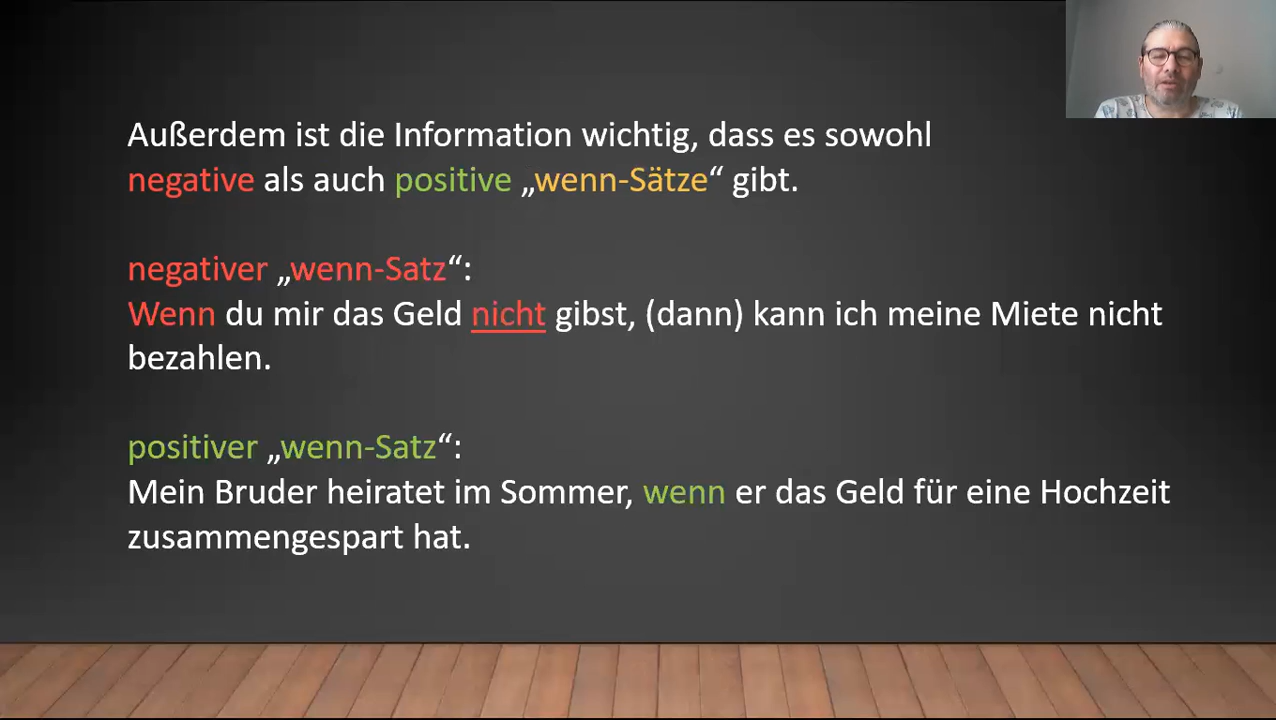 Außerdem ist die Information wichtig, dass es sowohl
negative als auch positive „wenn-Sätze“ gibt.
negativer „wenn-Satz“:
Wenn du mir das Geld nicht gibst, (dann) kann ich meine Miete nicht
bezahlen.
positiver „wenn-Satz“:
Mein Bruder heiratet im Sommer, wenn er das Geld für eine Hochzeit
zusammengespart hat.